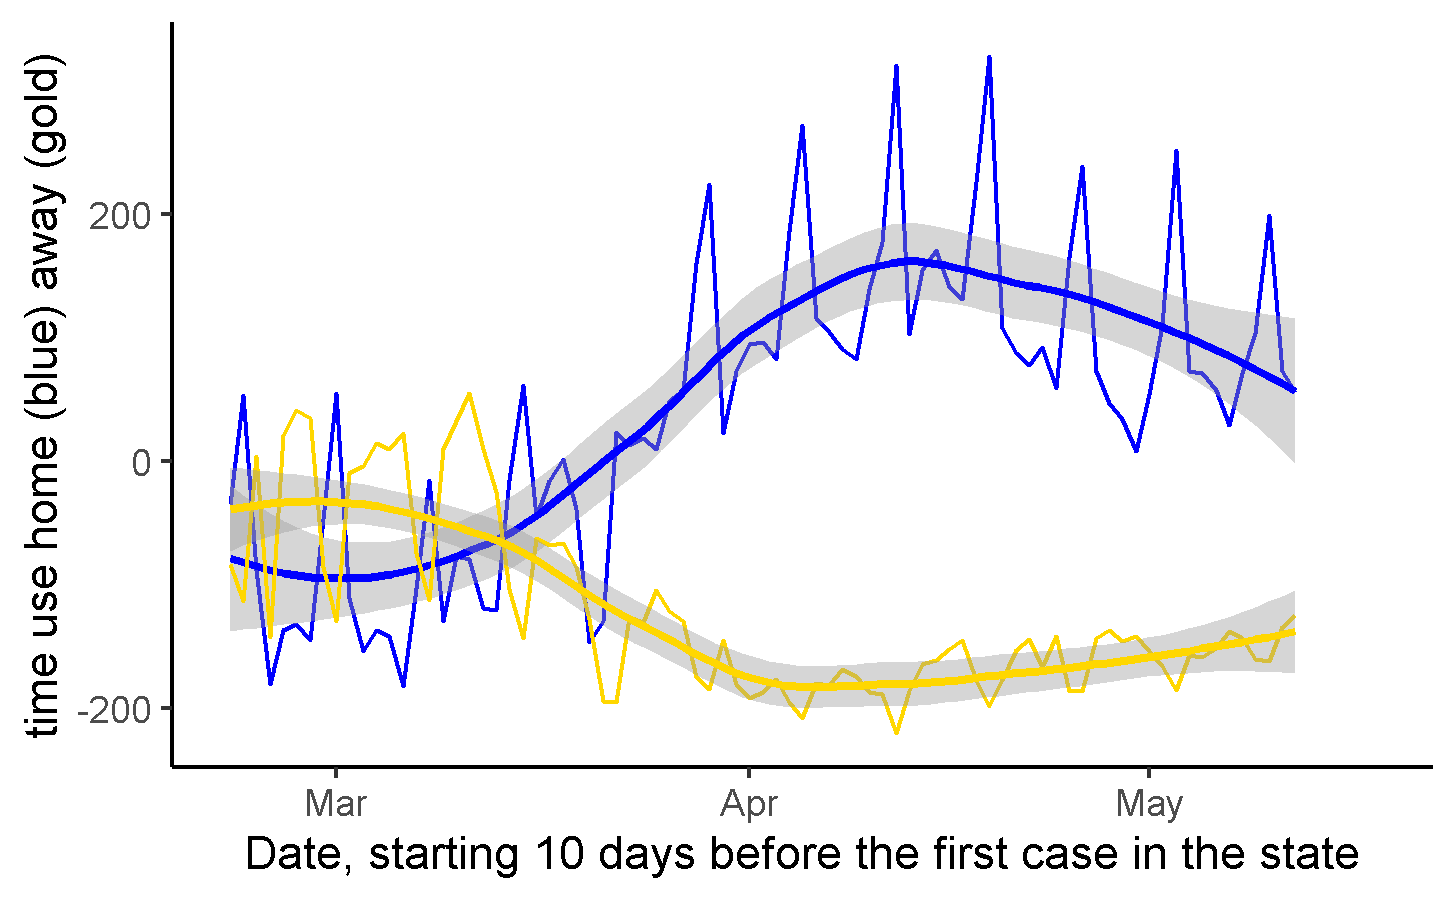 time use home (blue) away (gold)
200
0
-200
Mar
Apr
May
Date, starting 10 days before the first case in the state